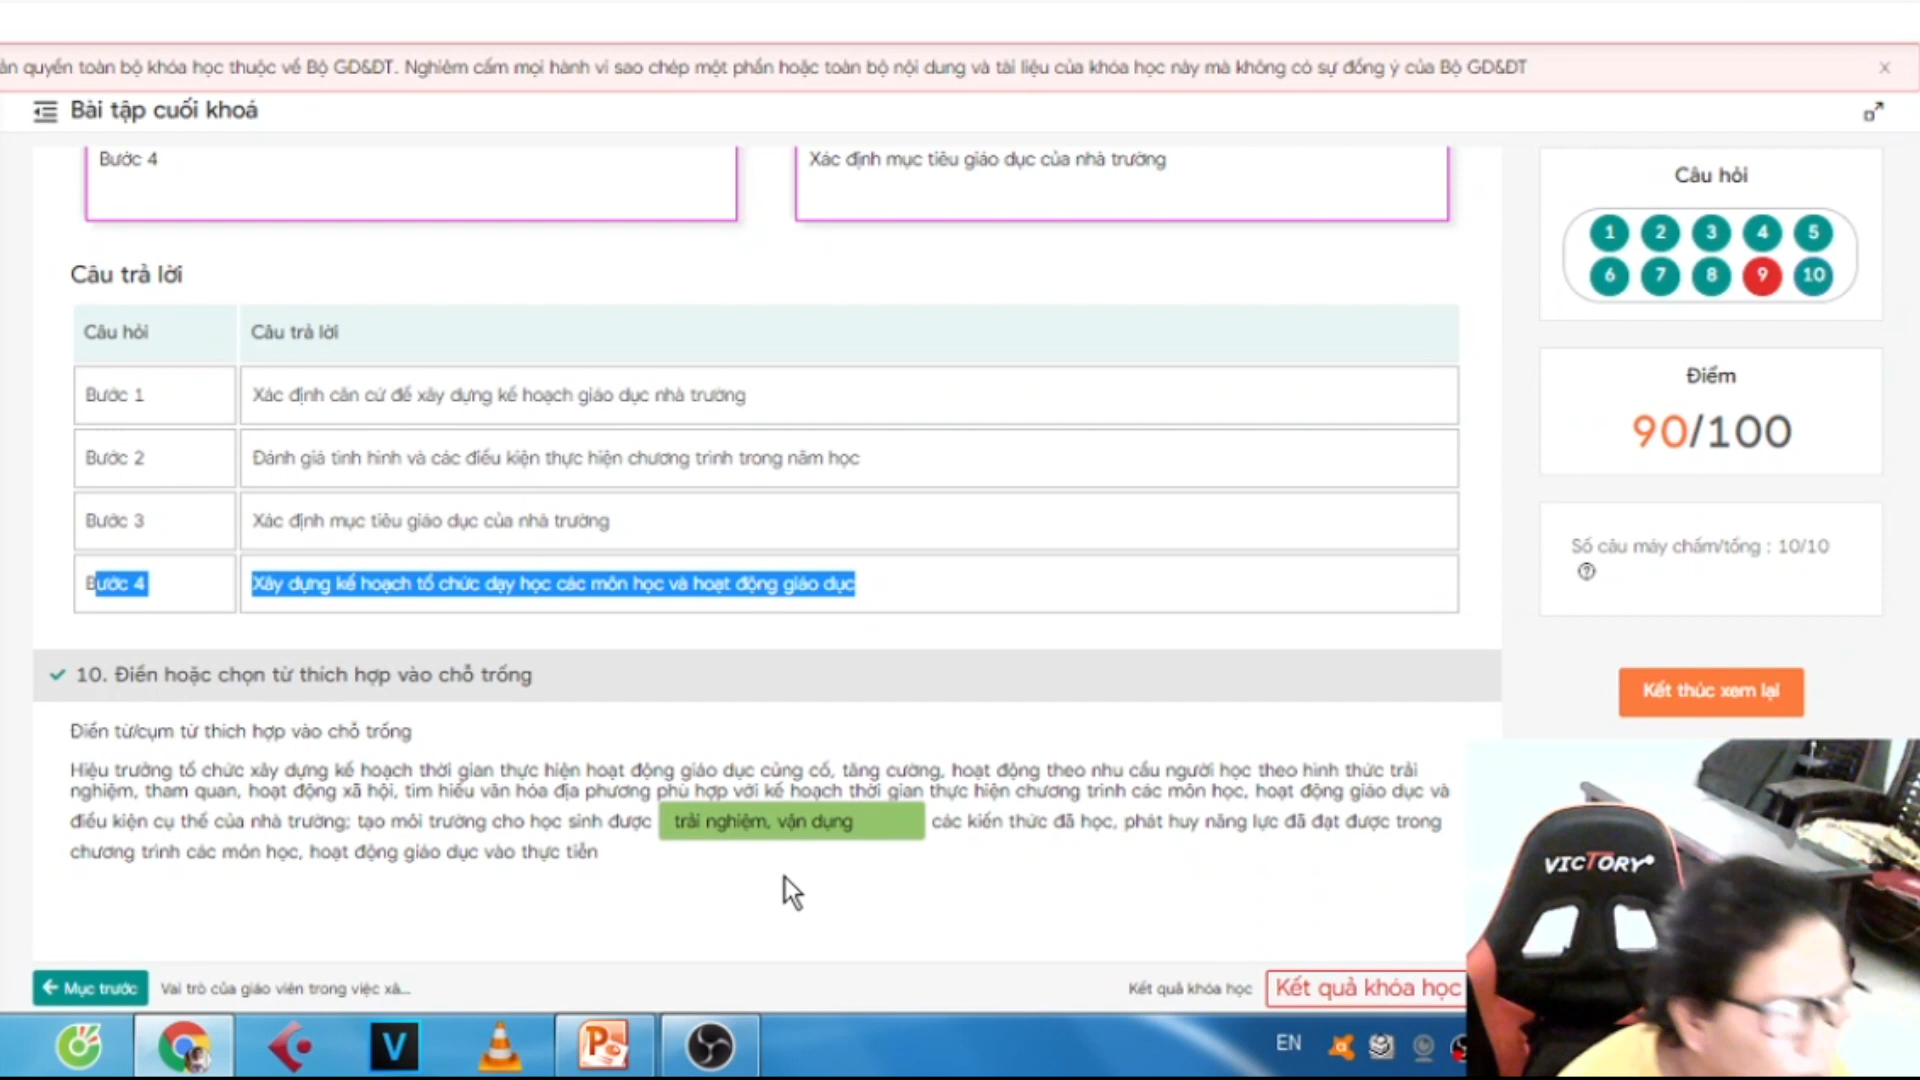 ản quyền toàn bộ khóa học thuộc về Bộ GD&ĐT. Nghiêm cấm mọi hành vi sao chép một phần hoặc toàn bộ nội dung và tài liệu của khóa học này mà không có sự đồng ý của Bộ GD&ĐT
Bài tập cuối khoá
Bước 4
Xác định mục tiêu giáo dục của nhà trường
Câu trả lời
Câu hỏi
Câu trả lời
Bước 1
Xác định căn cứ để xây dựng kế hoạch giáo dục nhà trường
Bước 2
Đánh giá tình hình và các điều kiện thực hiện chương trình trong năm học
Bước 3
Xác định mục tiêu giáo dục của nhà trường
Bước 4
Xây dựng kế hoạch tổ chức dạy học các môn học và hoạt động giáo dục
10. Điền hoặc chọn từ thích hợp vào chỗ trống
Điền từ/cụm từ thích hợp vào chỗ trống
Hiệu trưởng tổ chức xây dựng kế hoạch thời gian thực hiện hoạt động giáo dục củng cố, tăng cường, hoạt động theo nhu cầu người học theo hình thức trải
nghiệm, tham quan, hoạt động xã hội, tìm hiểu văn hóa địa phương phù hợp với kế hoạch thời gian thực hiện chương trình các môn học, hoạt động giáo dục và
điều kiện cụ thể của nhà trường; tạo môi trường cho học sinh được trải nghiệm, vận dụng các kiến thức đã học, phát huy năng lực đã đạt được trong
chương trình các môn học, hoạt động giáo dục vào thực tiễn
Mục trước
Vai trò của giáo viên trong việc xâ...
Kết quả khóa học
Kết quả khóa học
Câu hỏi
1 2 3 4 5
6 7 8 9 10
Điểm
90/100
Số câu máy chấm/tổng : 10/10
Kết thúc xem lại
VICTORY
EN